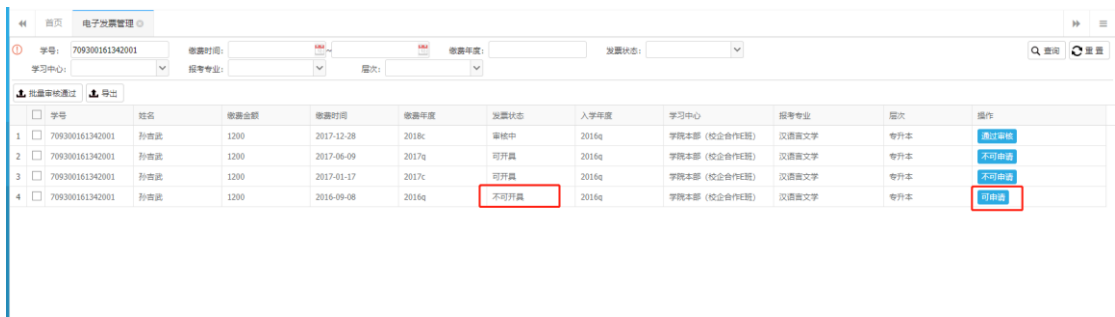 首页 电子发票管理
学号: 709300161342001 缴费时间: ~ 缴费年度: 发票状态: 查询 重置
学习中心: 报考专业: 层次:
批量审核通过 导出
学号 姓名 缴费金额 缴费时间 缴费年度 发票状态 入学年度 学习中心 报考专业 层次 操作
1 709300161342001 孙吉武 1200 2017-12-28 2018c 审核中 2016q 学院本部（校企合作E班） 汉语言文学 专升本 通过审核
2 709300161342001 孙吉武 1200 2017-06-09 2017q 可开具 2016q 学院本部（校企合作E班） 汉语言文学 专升本 不可申请
3 709300161342001 孙吉武 1200 2017-01-17 2017c 可开具 2016q 学院本部（校企合作E班） 汉语言文学 专升本 不可申请
4 709300161342001 孙吉武 1200 2016-09-08 2016q 不可开具 2016q 学院本部（校企合作E班） 汉语言文学 专升本 可申请